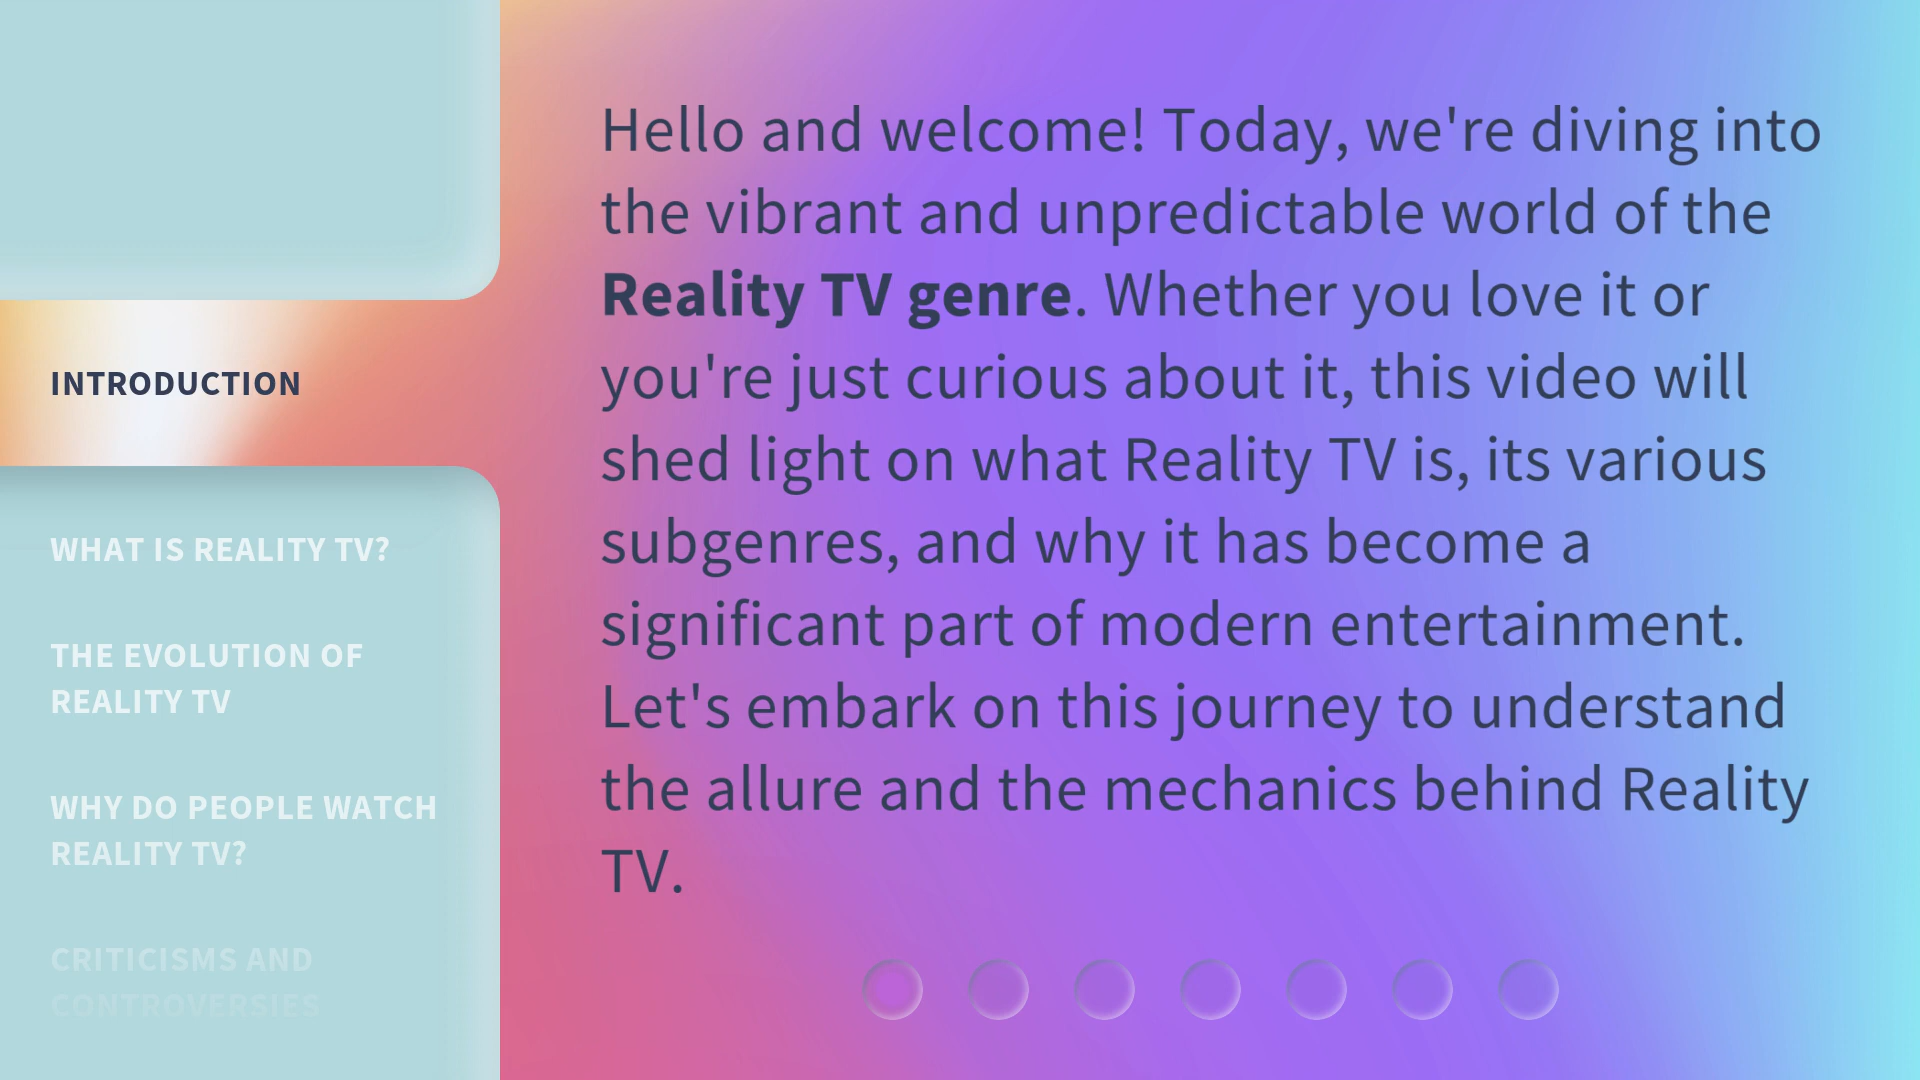 INTRODUCTION
WHAT IS REALITY TV?
THE EVOLUTION OF
REALITY TV
WHY DO PEOPLE WATCH
REALITY TV?
CRITICISMS AND
CONTROVERSIES
Hello and welcome! Today, we're diving into
the vibrant and unpredictable world of the
Reality TV genre. Whether you love it or
you're just curious about it, this video will
shed light on what Reality TV is, its various
subgenres, and why it has become a
significant part of modern entertainment.
Let's embark on this journey to understand
the allure and the mechanics behind Reality
TV.